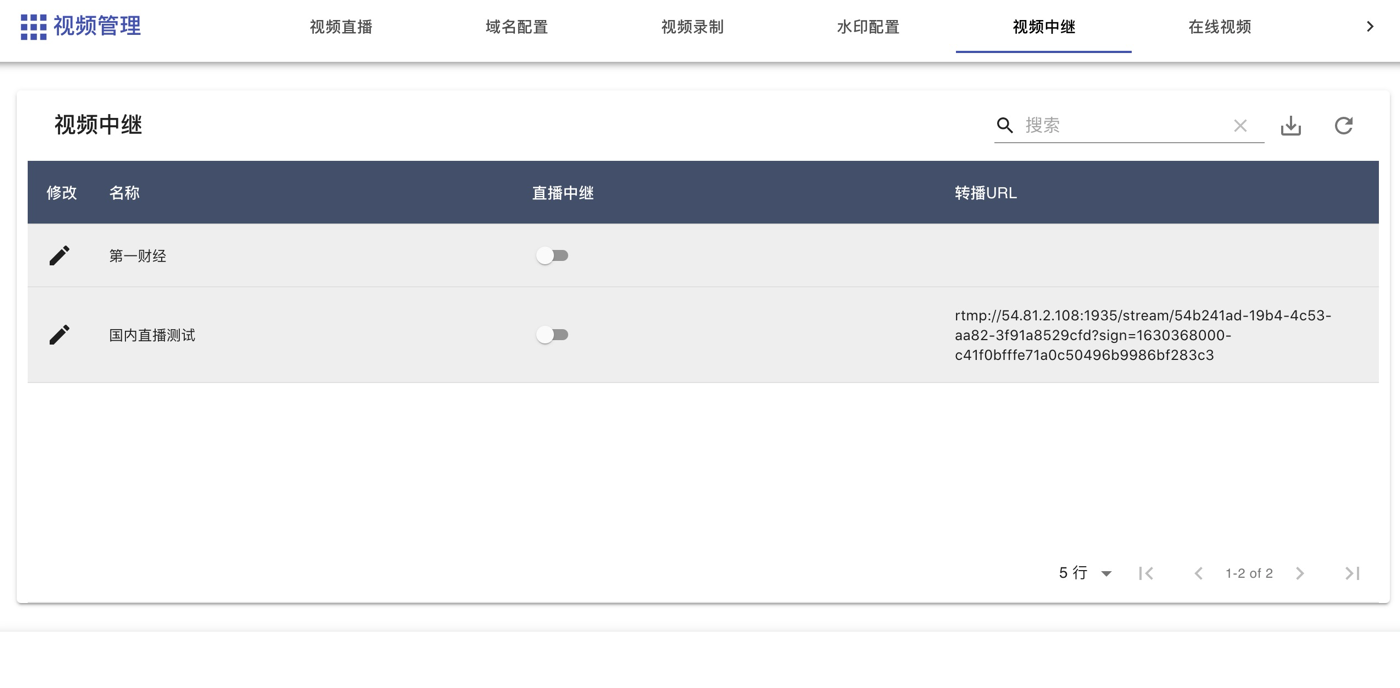 视频管理
视频直播
域名配置
视频录制
水印配置
视频中继
在线视频
视频中继
搜索
修改
名称
直播中继
转播URL
第一财经
国内直播测试
rtmp://54.81.2.108:1935/stream/54b241ad-19b4-4c53-
aa82-3f91a8529cfd?sign=1630368000-
c41f0bfffe71a0c50496b9986bf283c3
5 行
1-2 of 2